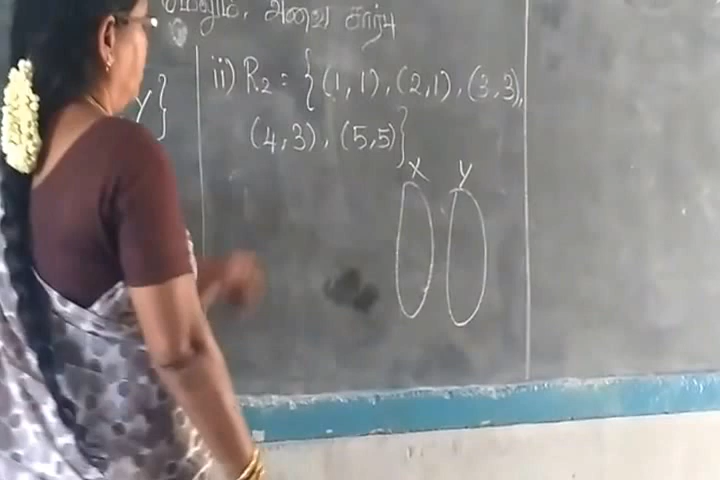 அவை சார்பு
Y}
ii) R₂ = {(1, 1), (2, 1), (3, 3),
(4, 3), (5, 5)}
X Y